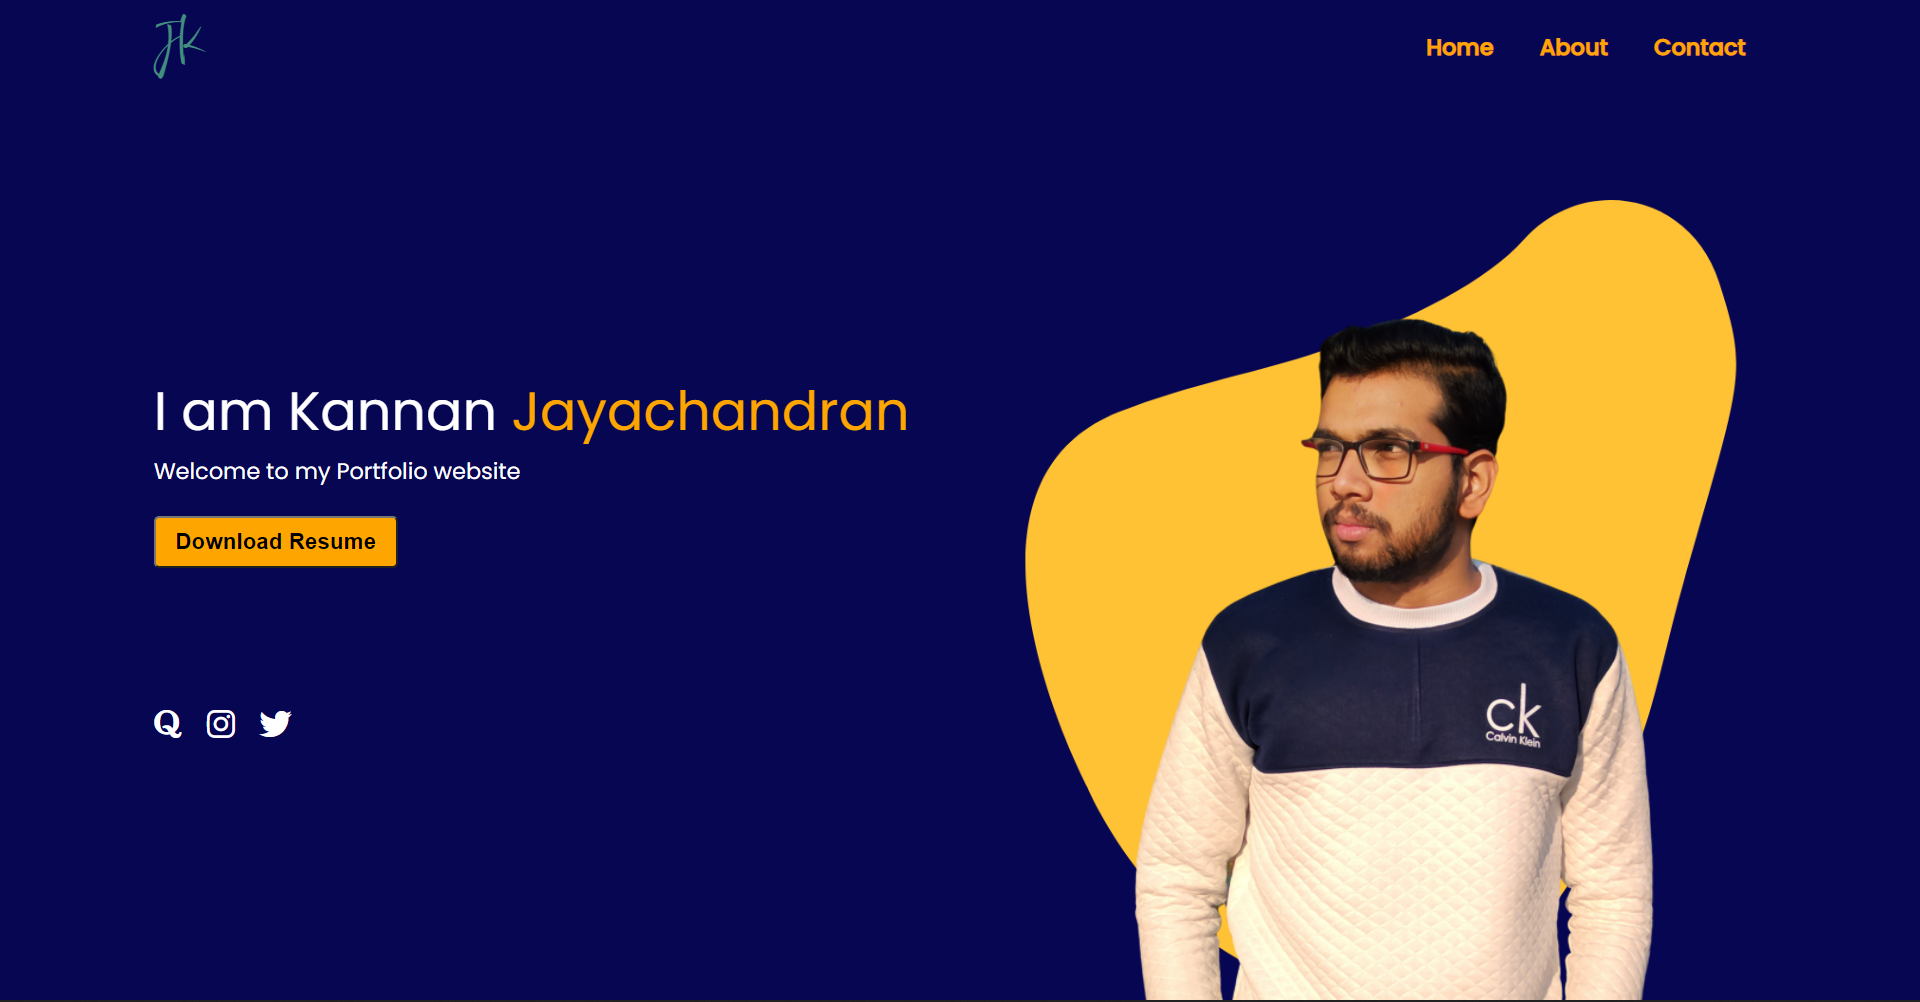 JK
Home About Contact
I am Kannan Jayachandran
Welcome to my Portfolio website
Download Resume
ck
Calvin Klein